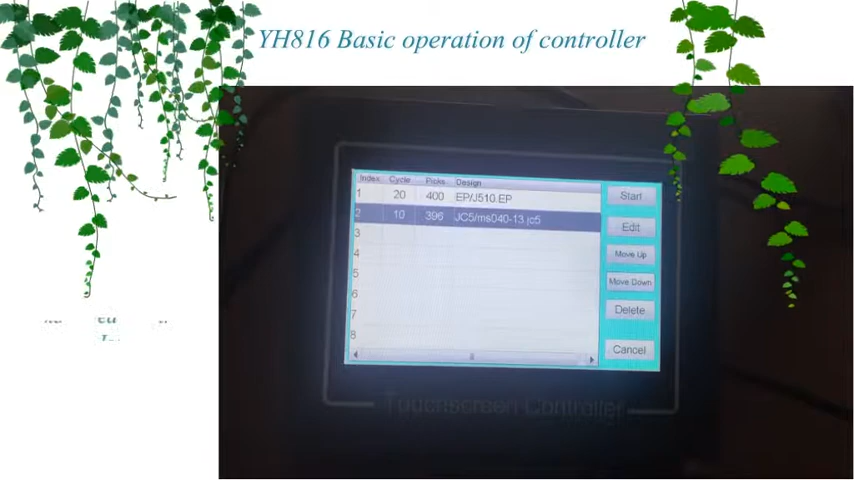 YH816 Basic operation of controller
Index Cycle Picks Design
1 20 400 EP/J510.EP
2 10 396 JC5/ms040-13.jc5
3
4
5
6
7
8
Start
Edit
Move Up
Move Down
Delete
Cancel
Touchscreen Controller